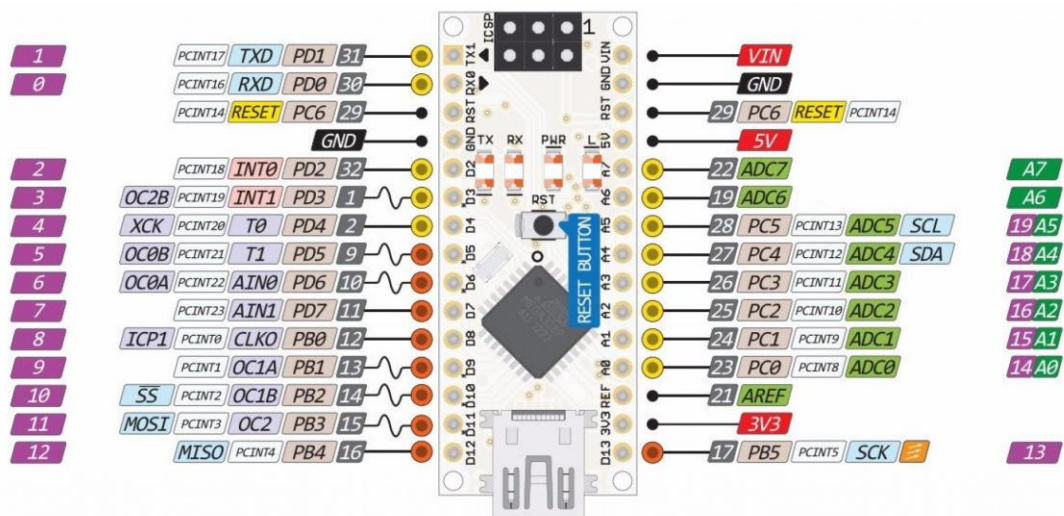 ICSP 1
1 PCINT17 TXD PD1 31 TX1 VIN VIN
0 PCINT16 RXD PD0 30 RX0 GND GND
PCINT14 RESET PC6 29 RST RST 29 PC6 RESET PCINT14
GND GND TX RX PWR L 5V 5V
2 PCINT18 INT0 PD2 32 D2 A7 22 ADC7 A7
3 OC2B PCINT19 INT1 PD3 1 D3 A6 19 ADC6 A6
RST
4 XCK PCINT20 T0 PD4 2 D4 A5 28 PC5 PCINT13 ADC5 SCL 19 A5
5 OC0B PCINT21 T1 PD5 9 D5 A4 27 PC4 PCINT12 ADC4 SDA 18 A4
6 OC0A PCINT22 AIN0 PD6 10 D6 RESET BUTTON A3 26 PC3 PCINT11 ADC3 17 A3
7 PCINT23 AIN1 PD7 11 D7 A2 25 PC2 PCINT10 ADC2 16 A2
8 ICP1 PCINT0 CLKO PB0 12 D8 A1 24 PC1 PCINT9 ADC1 15 A1
9 PCINT1 OC1A PB1 13 D9 A0 23 PC0 PCINT8 ADC0 14 A0
10 SS PCINT2 OC1B PB2 14 D10 REF 21 AREF
11 MOSI PCINT3 OC2 PB3 15 D11 3V3 3V3
12 MISO PCINT4 PB4 16 D12 D13 17 PB5 PCINT5 SCK 13